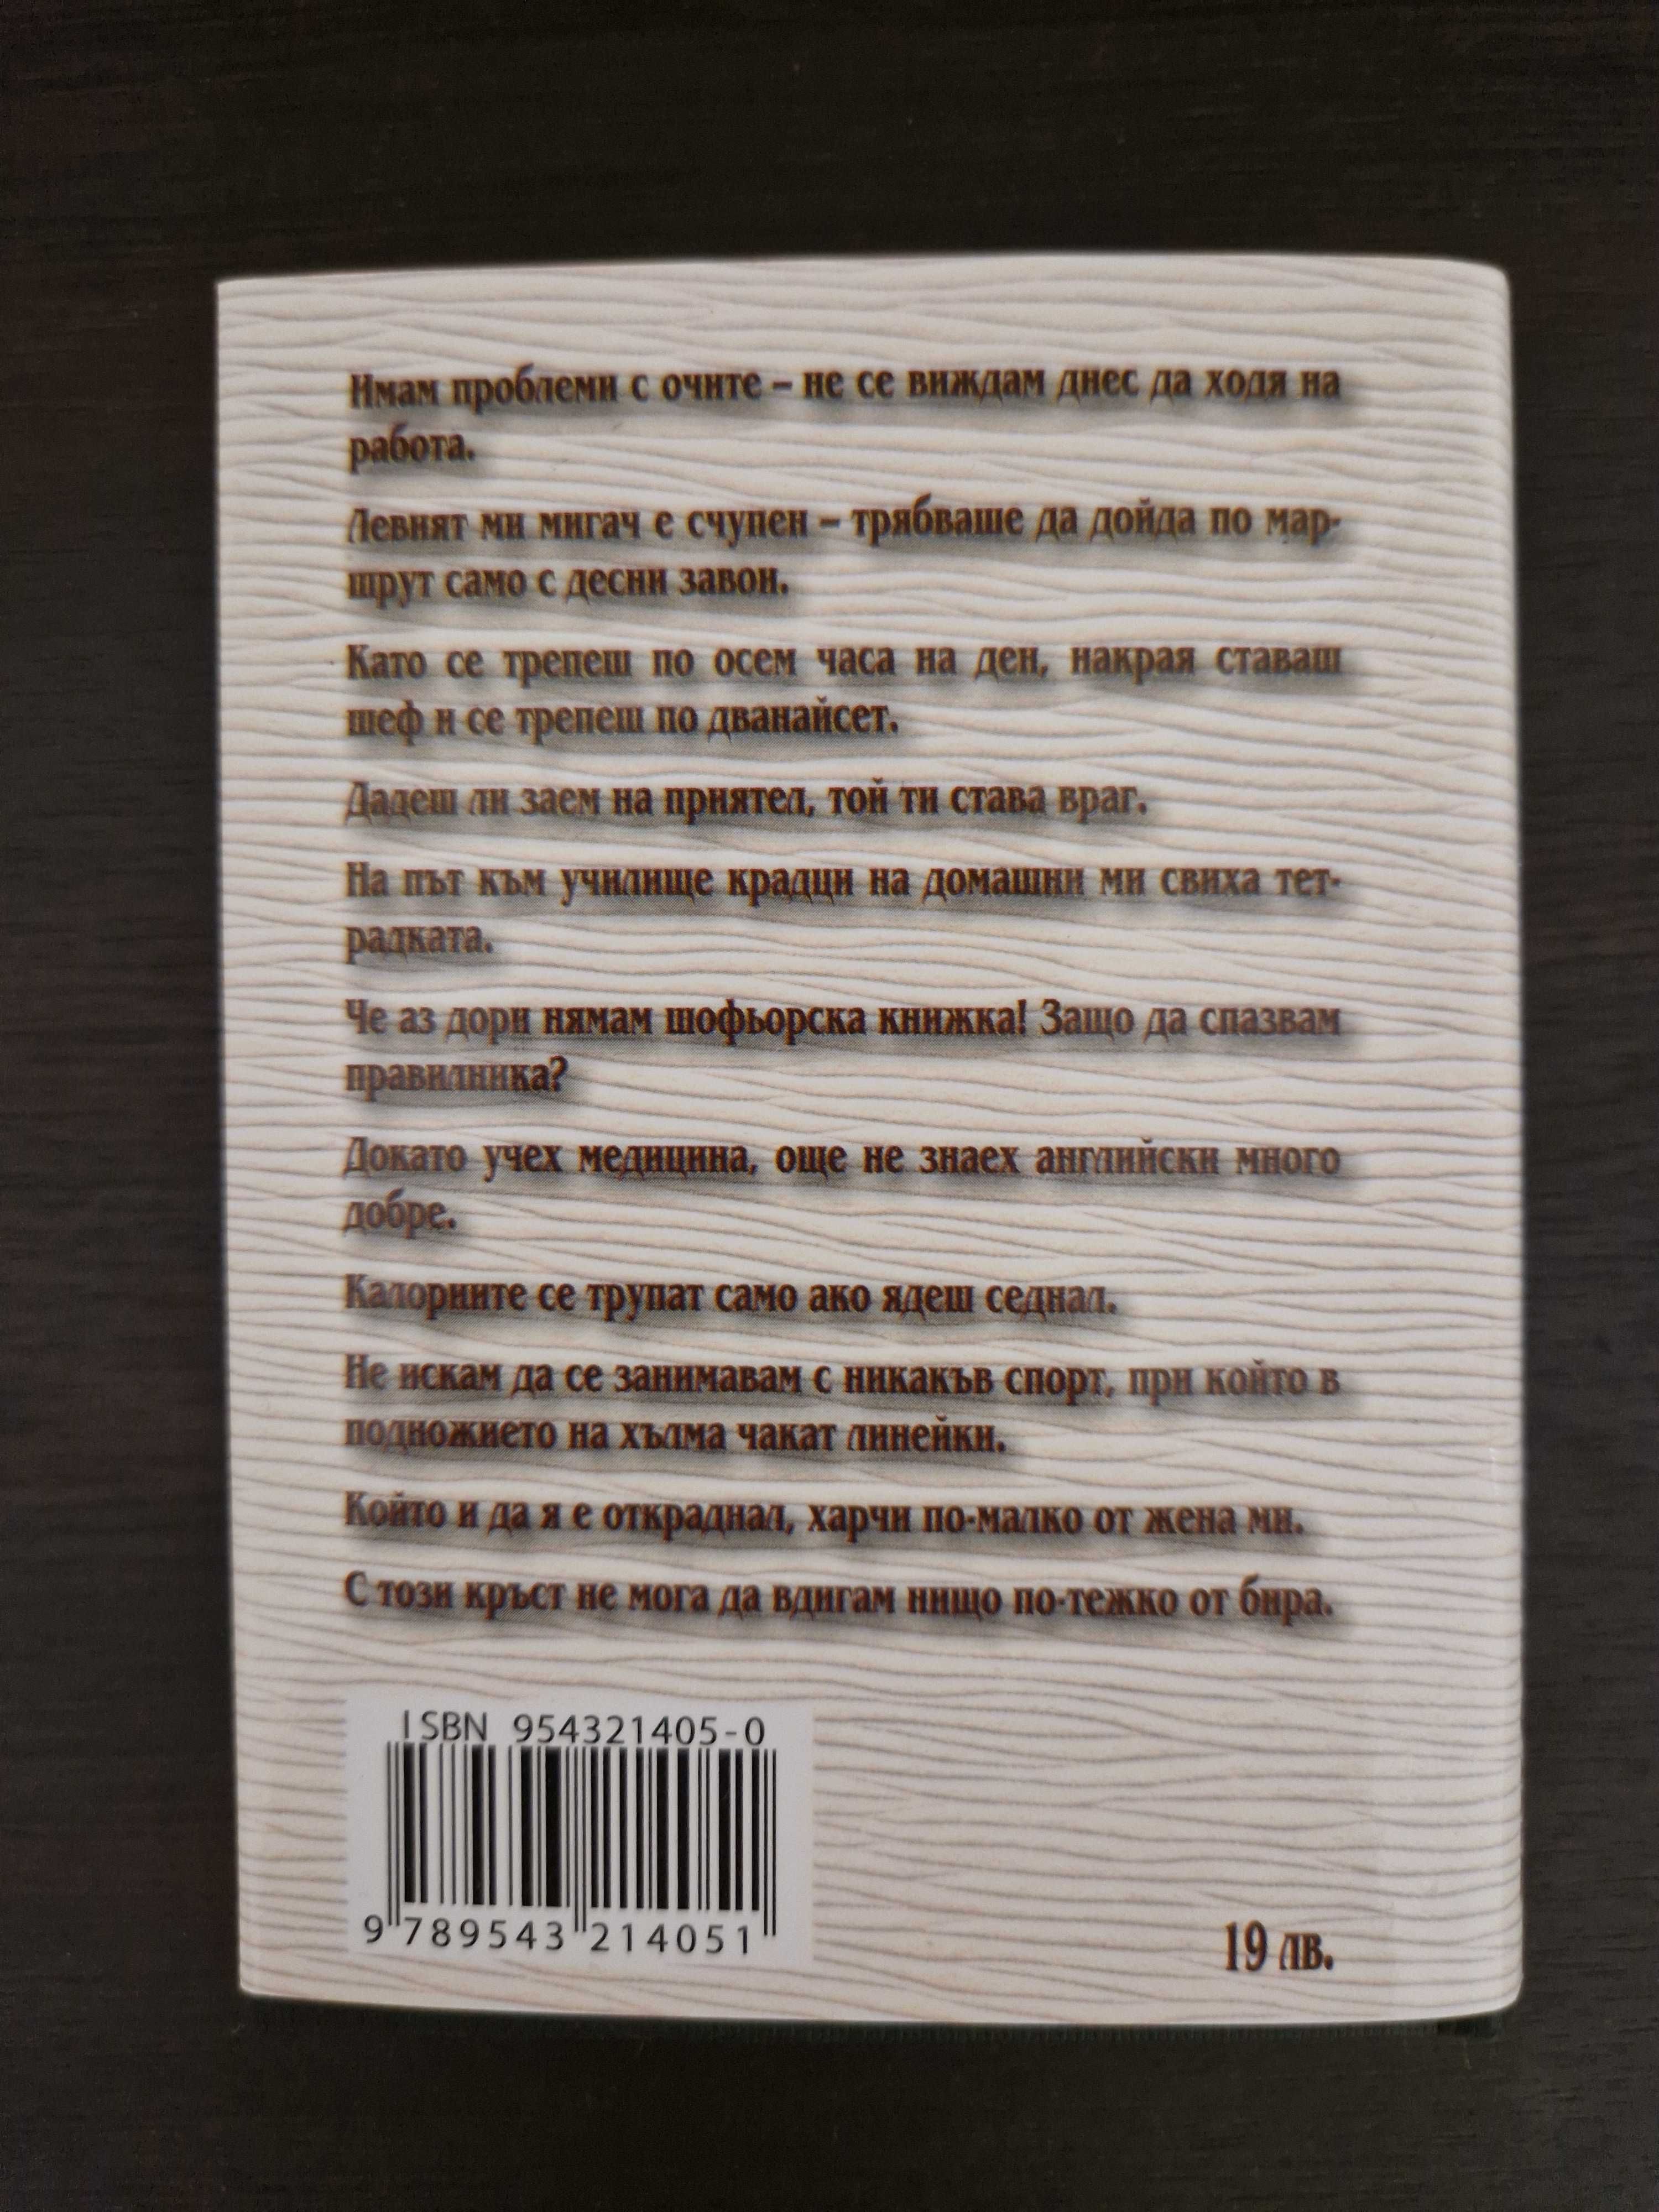 Имам проблеми с очите – не се виждам днес да ходя на
работа.
Левият ми мигач е счупен – трябваше да дойда по мар-
шрут само с десни завои.
Като се трепеш по осем часа на ден, накрая ставаш
шеф и се трепеш по дванайсет.
Дадеш ли заем на приятел, той ти става враг.
На път към училище крадци на домашни ми свиха тет-
радката.
Че аз дори нямам шофьорска книжка! Защо да спазвам
правилника?
Докато учех медицина, още не знаех английски много
добре.
Калориите се трупат само ако ядеш седнал.
Не искам да се занимавам с никакъв спорт, при който в
подножието на хълма чакат линейки.
Който и да я е откраднал, харчи по-малко от жена ми.
С този кръст не мога да вдигам нищо по-тежко от бира.
ISBN 954321405-0
9 789543 214051
19 лв.